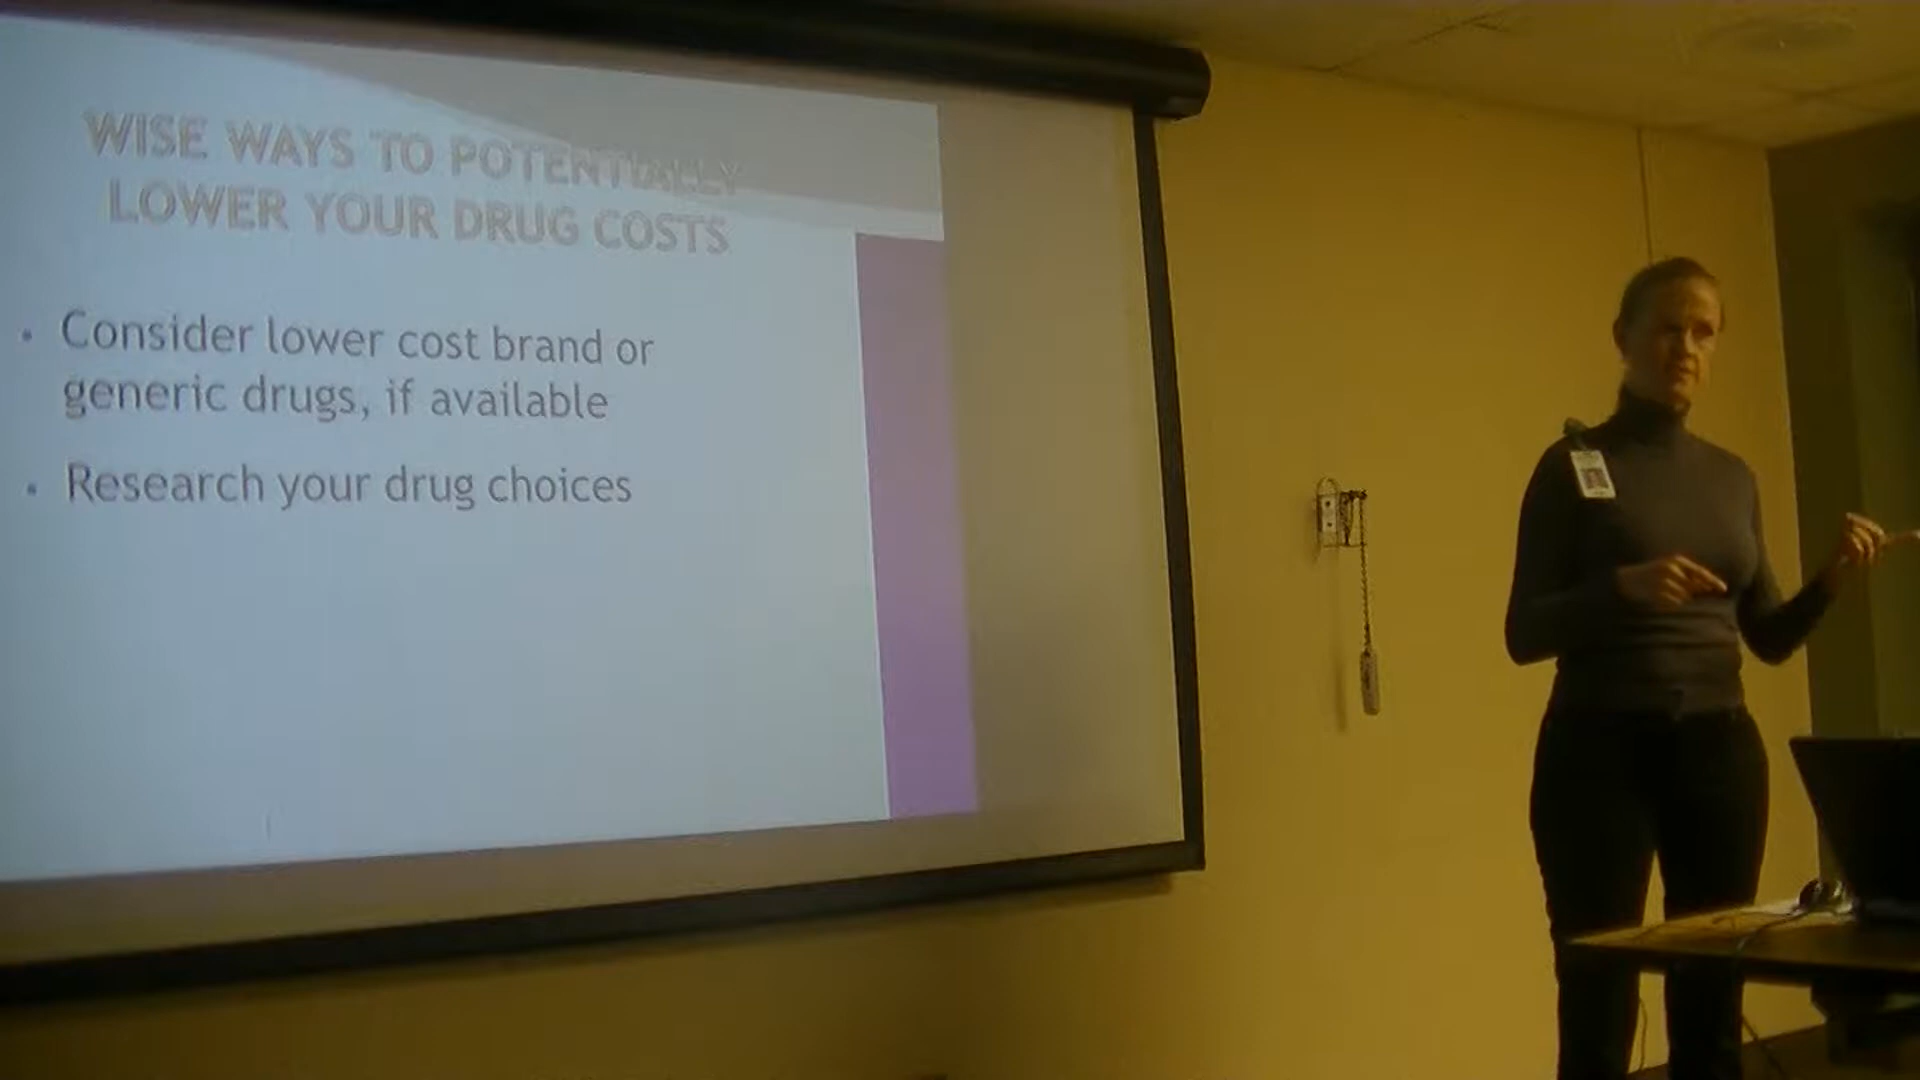 WISE WAYS TO POTENTIALLY
LOWER YOUR DRUG COSTS
• Consider lower cost brand or
generic drugs, if available
• Research your drug choices